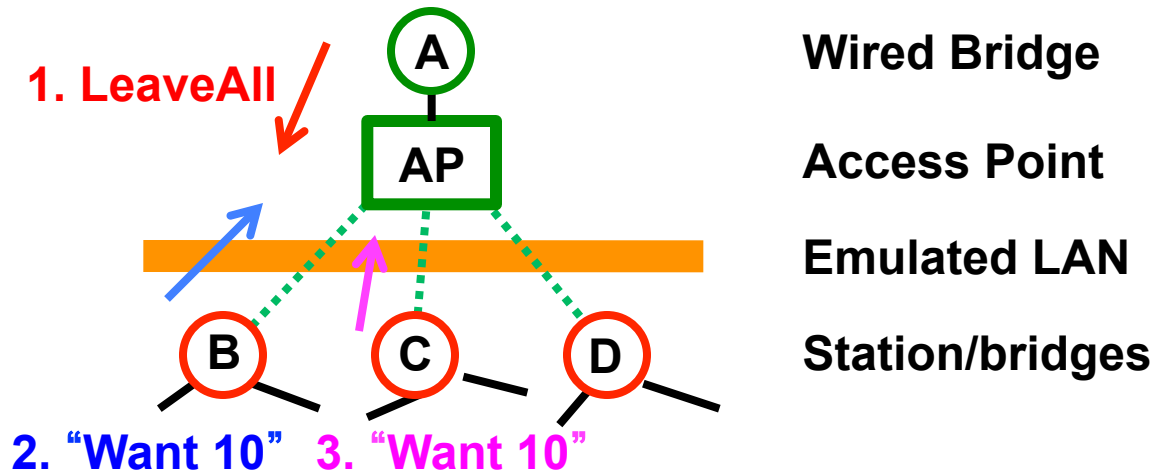 A
Wired Bridge
1. LeaveAll
AP
Access Point
Emulated LAN
B
C
D
Station/bridges
2. “Want 10”
3. “Want 10”